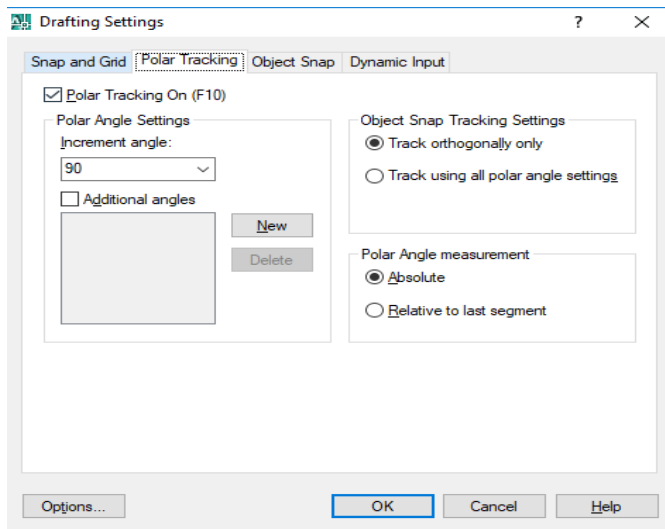 Drafting Settings
?
Snap and Grid Polar Tracking Object Snap Dynamic Input
Polar Tracking On (F10)
Polar Angle Settings
Increment angle:
90
Additional angles
New
Delete
Object Snap Tracking Settings
Track orthogonally only
Track using all polar angle settings
Polar Angle measurement
Absolute
Relative to last segment
Options... OK Cancel Help